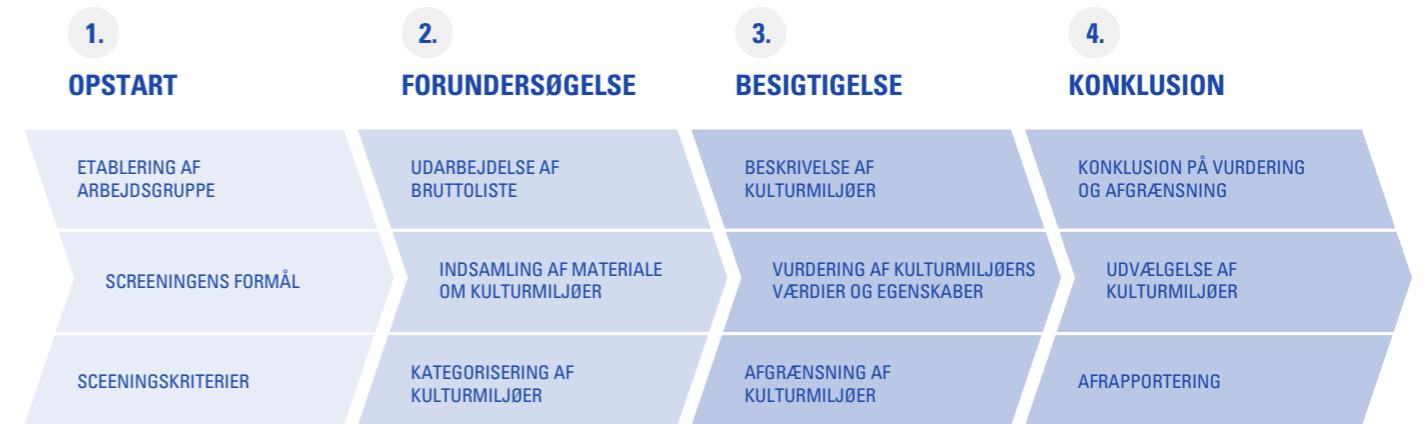 1.
OPSTART
ETABLERING AF
ARBEJDSGRUPPE
SCREENINGENS FORMÅL
SCEENINGSKRITERIER
2.
FORUNDERSØGELSE
UDARBEJDELSE AF
BRUTTOLISTE
INDSAMLING AF MATERIALE
OM KULTURMILJØER
KATEGORISERING AF
KULTURMILJØER
3.
BESIGTIGELSE
BESKRIVELSE AF
KULTURMILJØER
VURDERING AF KULTURMILJØERS
VÆRDIER OG EGENSKABER
AFGRÆNSNING AF
KULTURMILJØER
4.
KONKLUSION
KONKLUSION PÅ VURDERING
OG AFGRÆNSNING
UDVÆLGELSE AF
KULTURMILJØER
AFRAPPORTERING